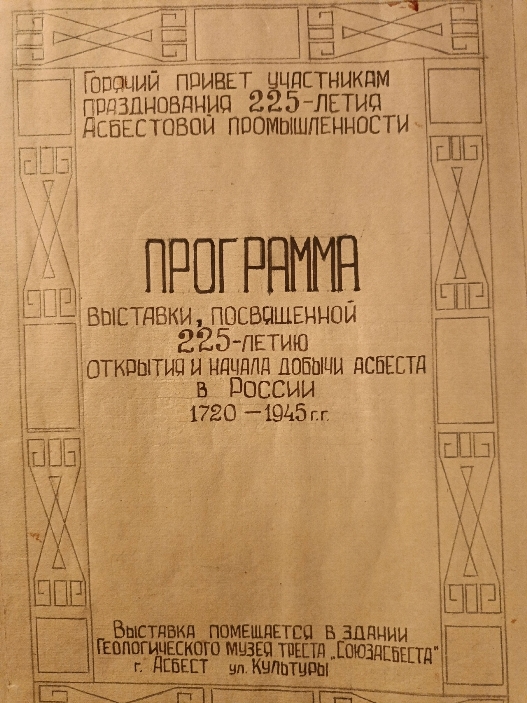 Горячий привет участникам
празднования 225-летия
Асбестовой промышленности
ПРОГРАММА
выставки, посвященной
225-летию
открытия и начала добычи асбеста
в России
1720 – 1945 г.г.
Выставка помещается в здании
Геологического музея треста „Союзасбеста"
г. Асбест ул. Культуры